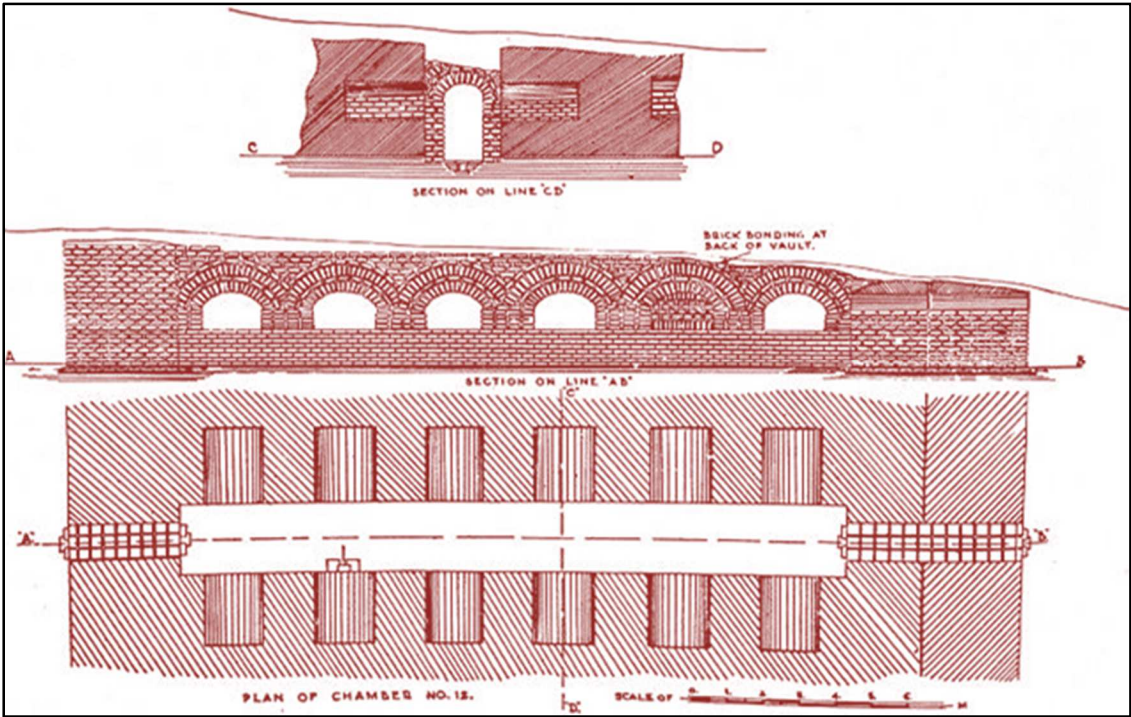 C
D
SECTION ON LINE "CD"
BRICK BONDING AT
BACK OF VAULT.
A
B
SECTION ON LINE "AB"
"C"
"A"
"B"
PLAN OF CHAMBER NO. 12.
SCALE OF
M
"D"